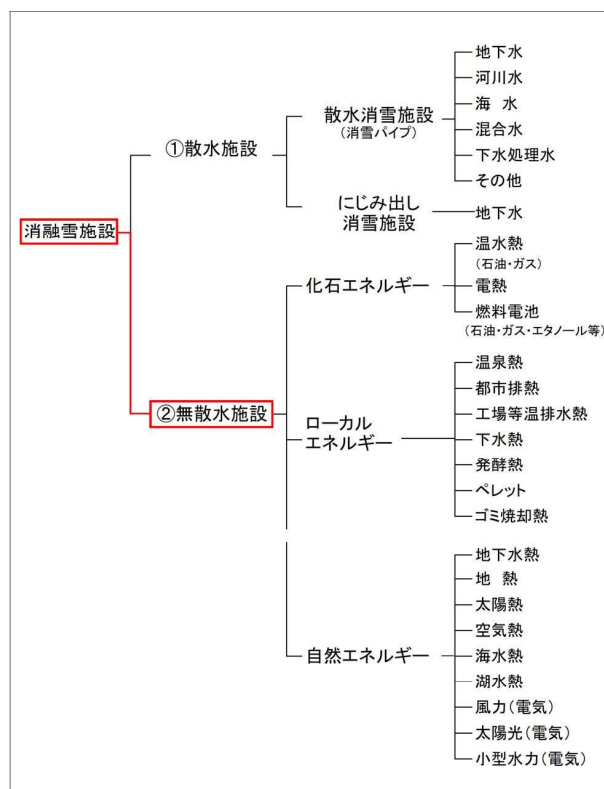 消融雪施設
①散水施設
散水消雪施設
(消雪パイプ)
地下水
河川水
海 水
混合水
下水処理水
その他
にじみ出し
消雪施設
地下水
②無散水施設
化石エネルギー
温水熱
(石油・ガス)
電熱
燃料電池
(石油・ガス・エタノール等)
ローカル
エネルギー
温泉熱
都市排熱
工場等温排水熱
下水熱
発酵熱
ペレット
ゴミ焼却熱
自然エネルギー
地下水熱
地 熱
太陽熱
空気熱
海水熱
湖水熱
風力(電気)
太陽光(電気)
小型水力(電気)